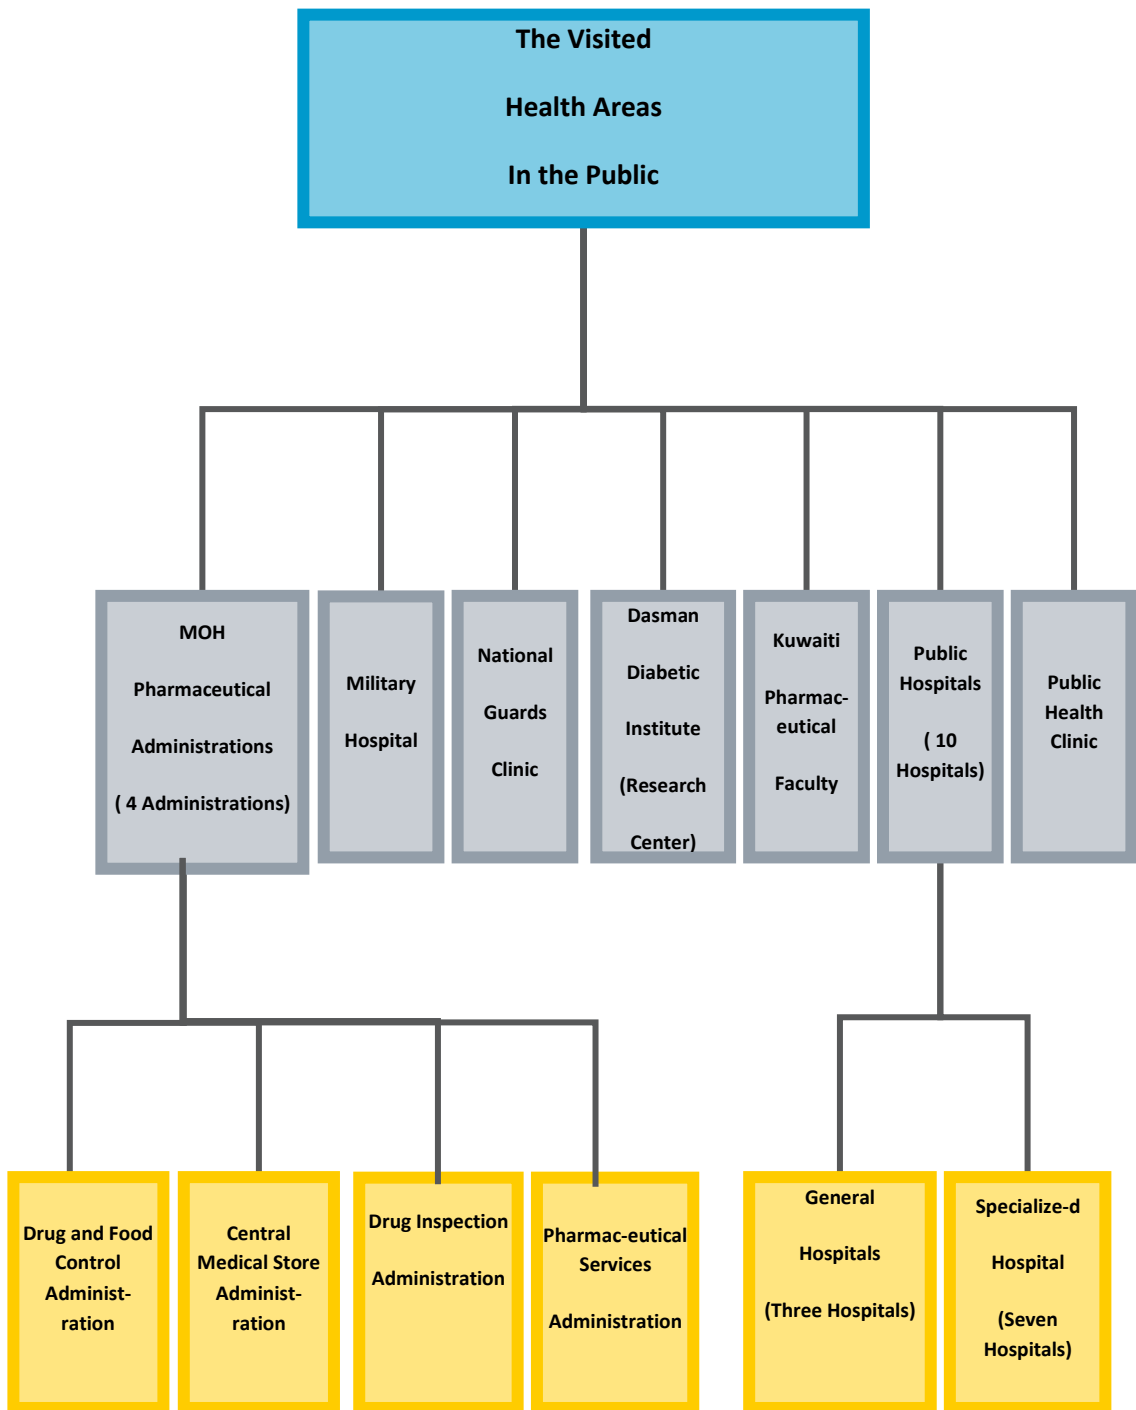 The Visited
Health Areas
In the Public
MOH
Pharmaceutical
Administrations
( 4 Administrations)
Military
Hospital
National
Guards
Clinic
Dasman
Diabetic
Institute
(Research
Center)
Kuwaiti
Pharmac-
eutical
Faculty
Public
Hospitals
( 10
Hospitals)
Public
Health
Clinic
Drug and Food
Control
Administ-
ration
Central
Medical Store
Administ-
ration
Drug Inspection
Administration
Pharmac-eutical
Services
Administration
General
Hospitals
(Three Hospitals)
Specialize-d
Hospital
(Seven
Hospitals)